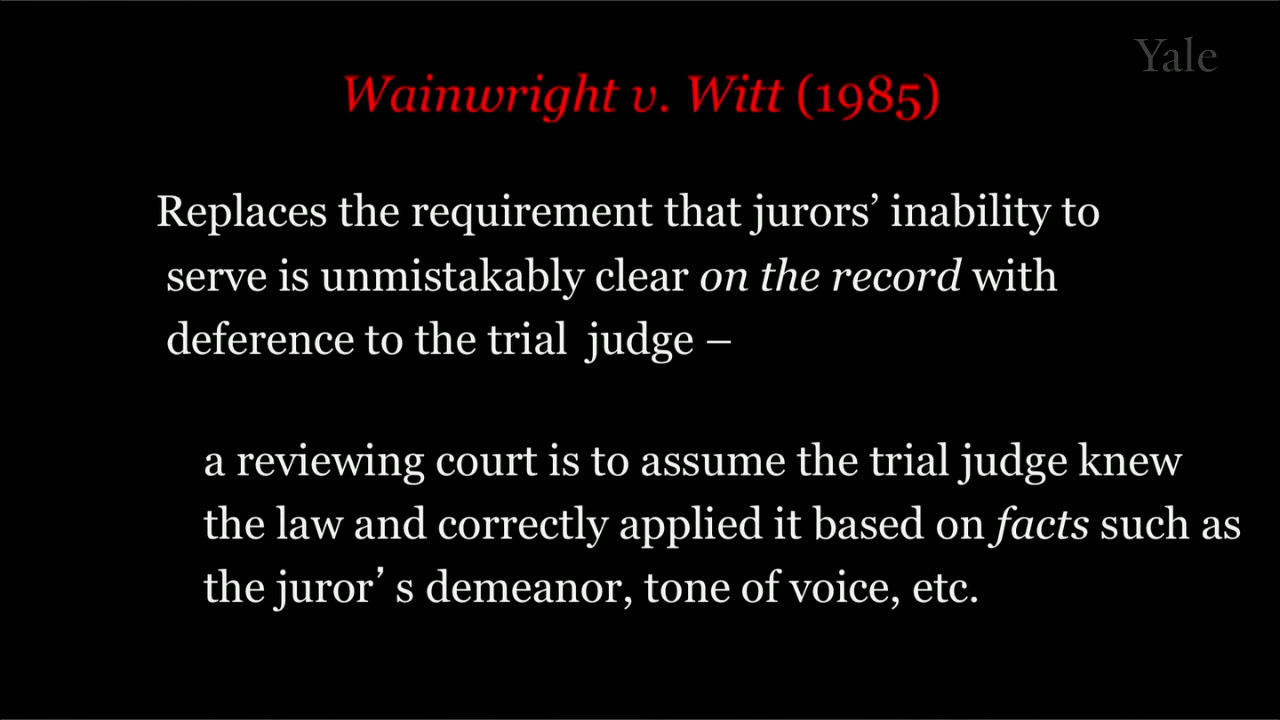 Yale
Wainwright v. Witt (1985)
Replaces the requirement that jurors’ inability to
serve is unmistakably clear on the record with
deference to the trial judge –
a reviewing court is to assume the trial judge knew
the law and correctly applied it based on facts such as
the juror’ s demeanor, tone of voice, etc.